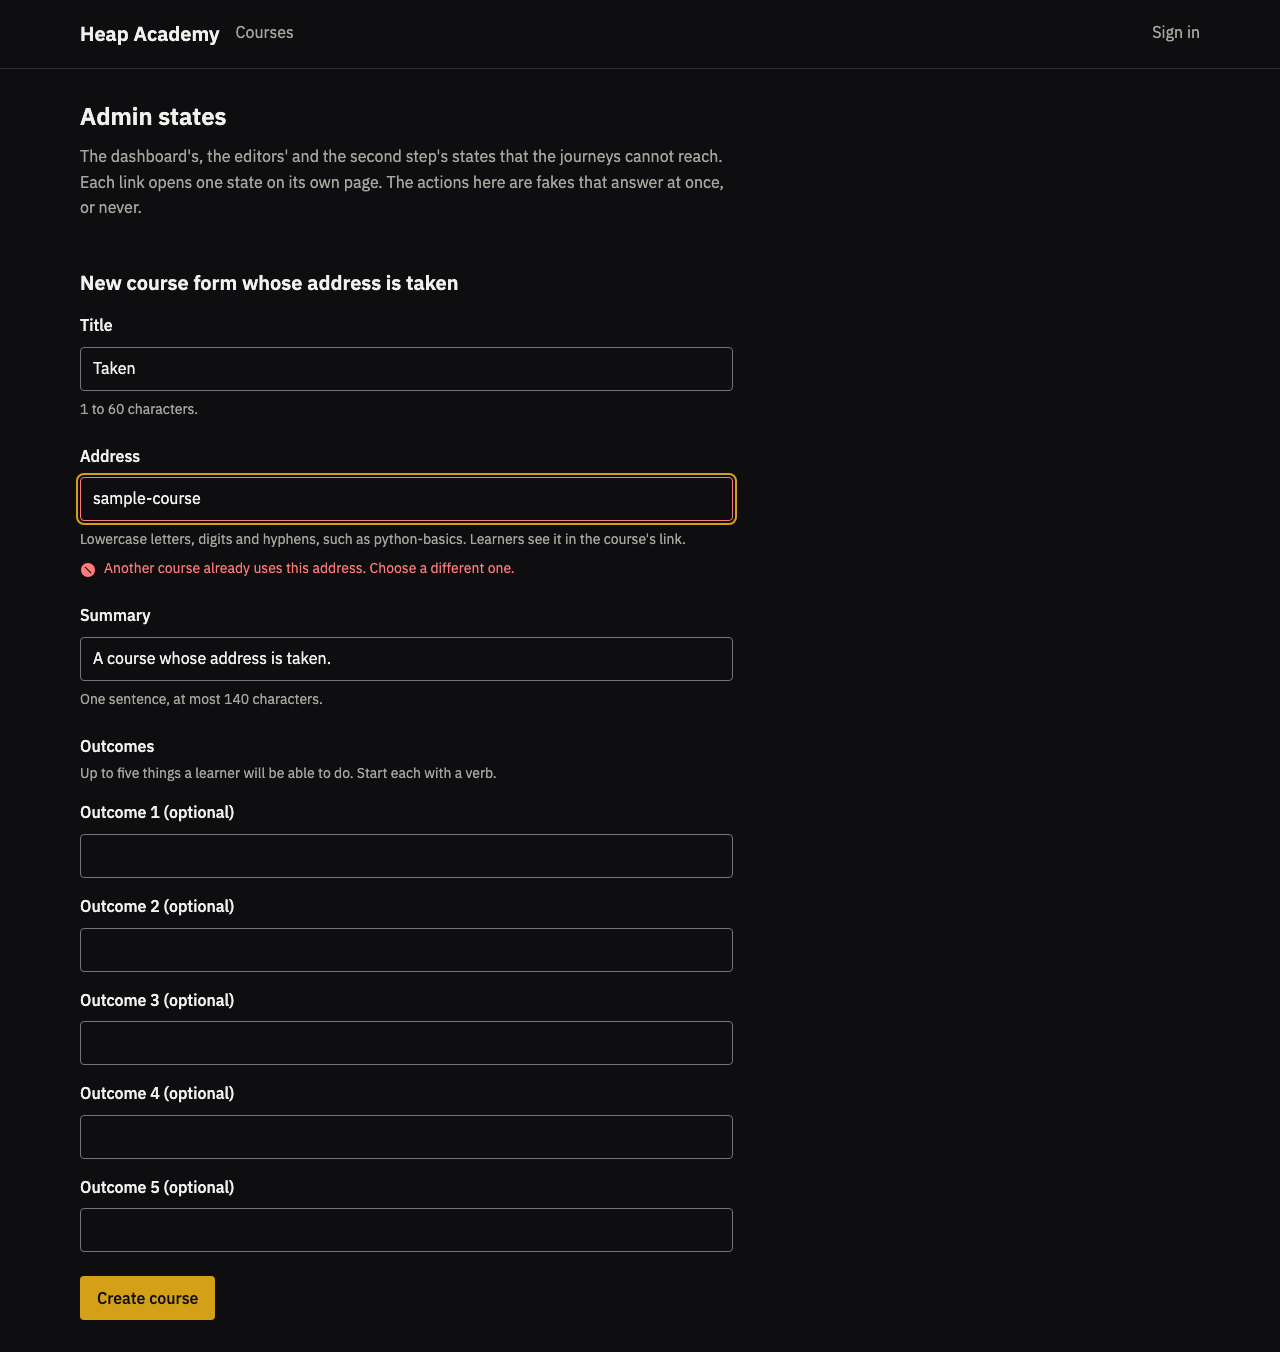 Heap Academy
Courses
Sign in
Admin states
The dashboard's, the editors' and the second step's states that the journeys cannot reach.
Each link opens one state on its own page. The actions here are fakes that answer at once,
or never.
New course form whose address is taken
Title
Taken
1 to 60 characters.
Address
sample-course
Lowercase letters, digits and hyphens, such as python-basics. Learners see it in the course's link.
Another course already uses this address. Choose a different one.
Summary
A course whose address is taken.
One sentence, at most 140 characters.
Outcomes
Up to five things a learner will be able to do. Start each with a verb.
Outcome 1 (optional)
Outcome 2 (optional)
Outcome 3 (optional)
Outcome 4 (optional)
Outcome 5 (optional)
Create course